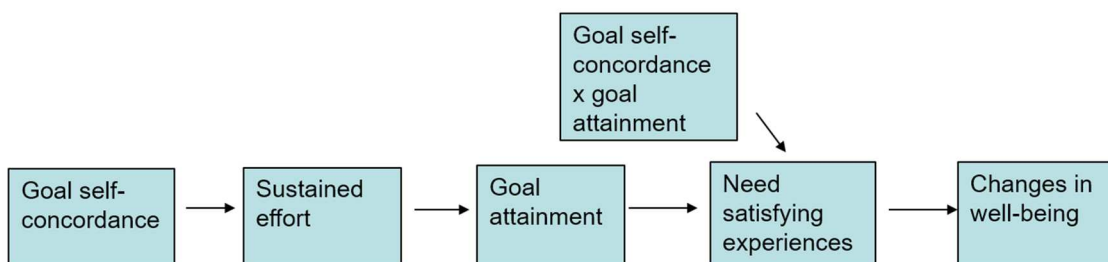 Goal self-
concordance
x goal
attainment
Goal self-
concordance
Sustained
effort
Goal
attainment
Need
satisfying
experiences
Changes in
well-being